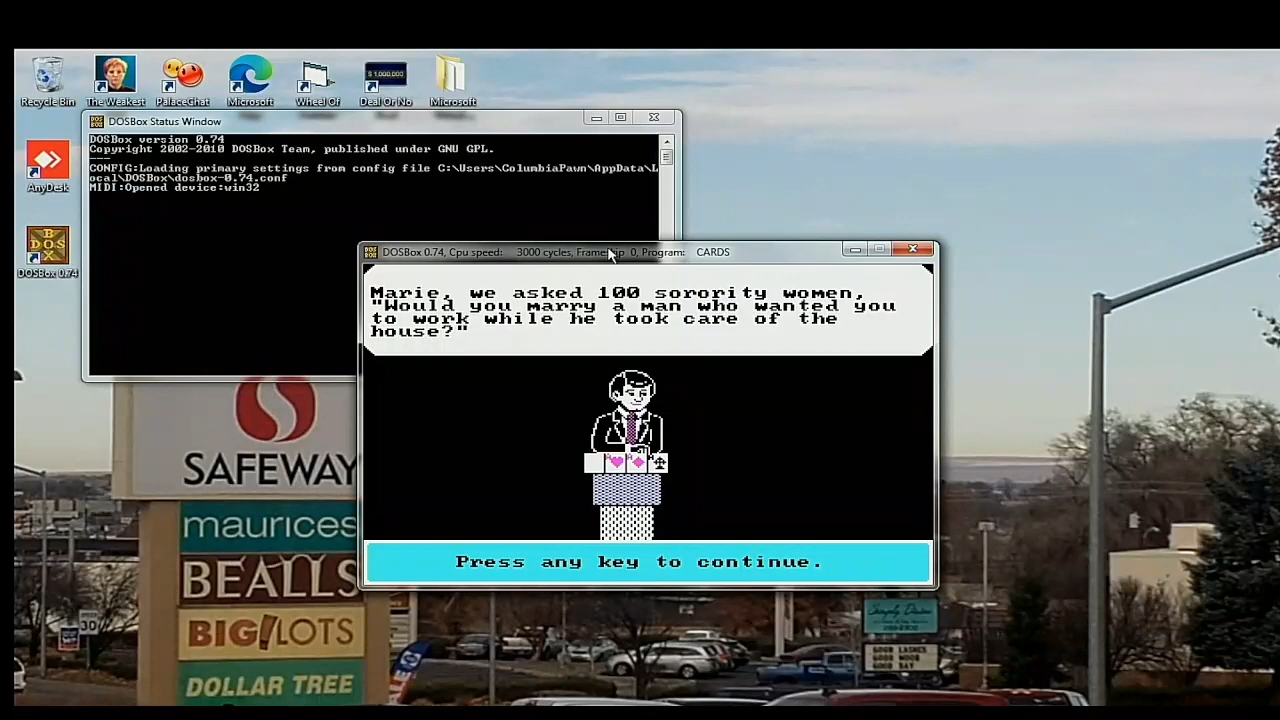 Recycle Bin
The Weakest
PalaceChat
Microsoft
Wheel Of
Deal Or No
Microsoft
$1,000,000
AnyDesk
DOSBox 0.74
DOSBox Status Window
DOSBox version 0.74
Copyright 2002-2010 DOSBox Team, published under GNU GPL.
---
CONFIG:Loading primary settings from config file C:\Users\ColumbiaPawn\AppData\L
ocal\DOSBox\dosbox-0.74.conf
MIDI:Opened device:win32
DOSBox 0.74, Cpu speed: 3000 cycles, Frameskip 0, Program: CARDS
Marie, we asked 100 sorority women,
"Would you marry a man who wanted you
to work while he took care of the
house?"
Press any key to continue.
SAFEWAY
maurices
BEALLS
BIG! LOTS
DOLLAR TREE
30